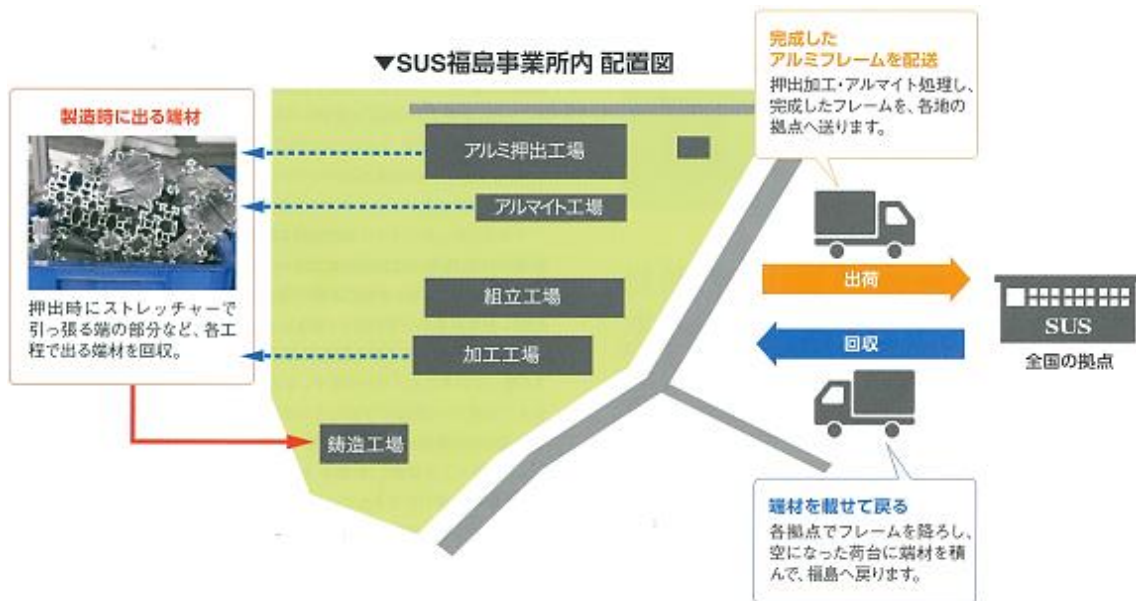 ▼SUS福島事業所内 配置図
製造時に出る端材
押出時にストレッチャーで
引っ張る端の部分など、各工
程で出る端材を回収。
アルミ押出工場
アルマイト工場
組立工場
加工工場
鋳造工場
完成した
アルミフレームを配送
押出加工・アルマイト処理し、
完成したフレームを、各地の
拠点へ送ります。
出荷
回収
SUS
全国の拠点
端材を載せて戻る
各拠点でフレームを降ろし、
空になった荷台に端材を積
んで、福島へ戻ります。